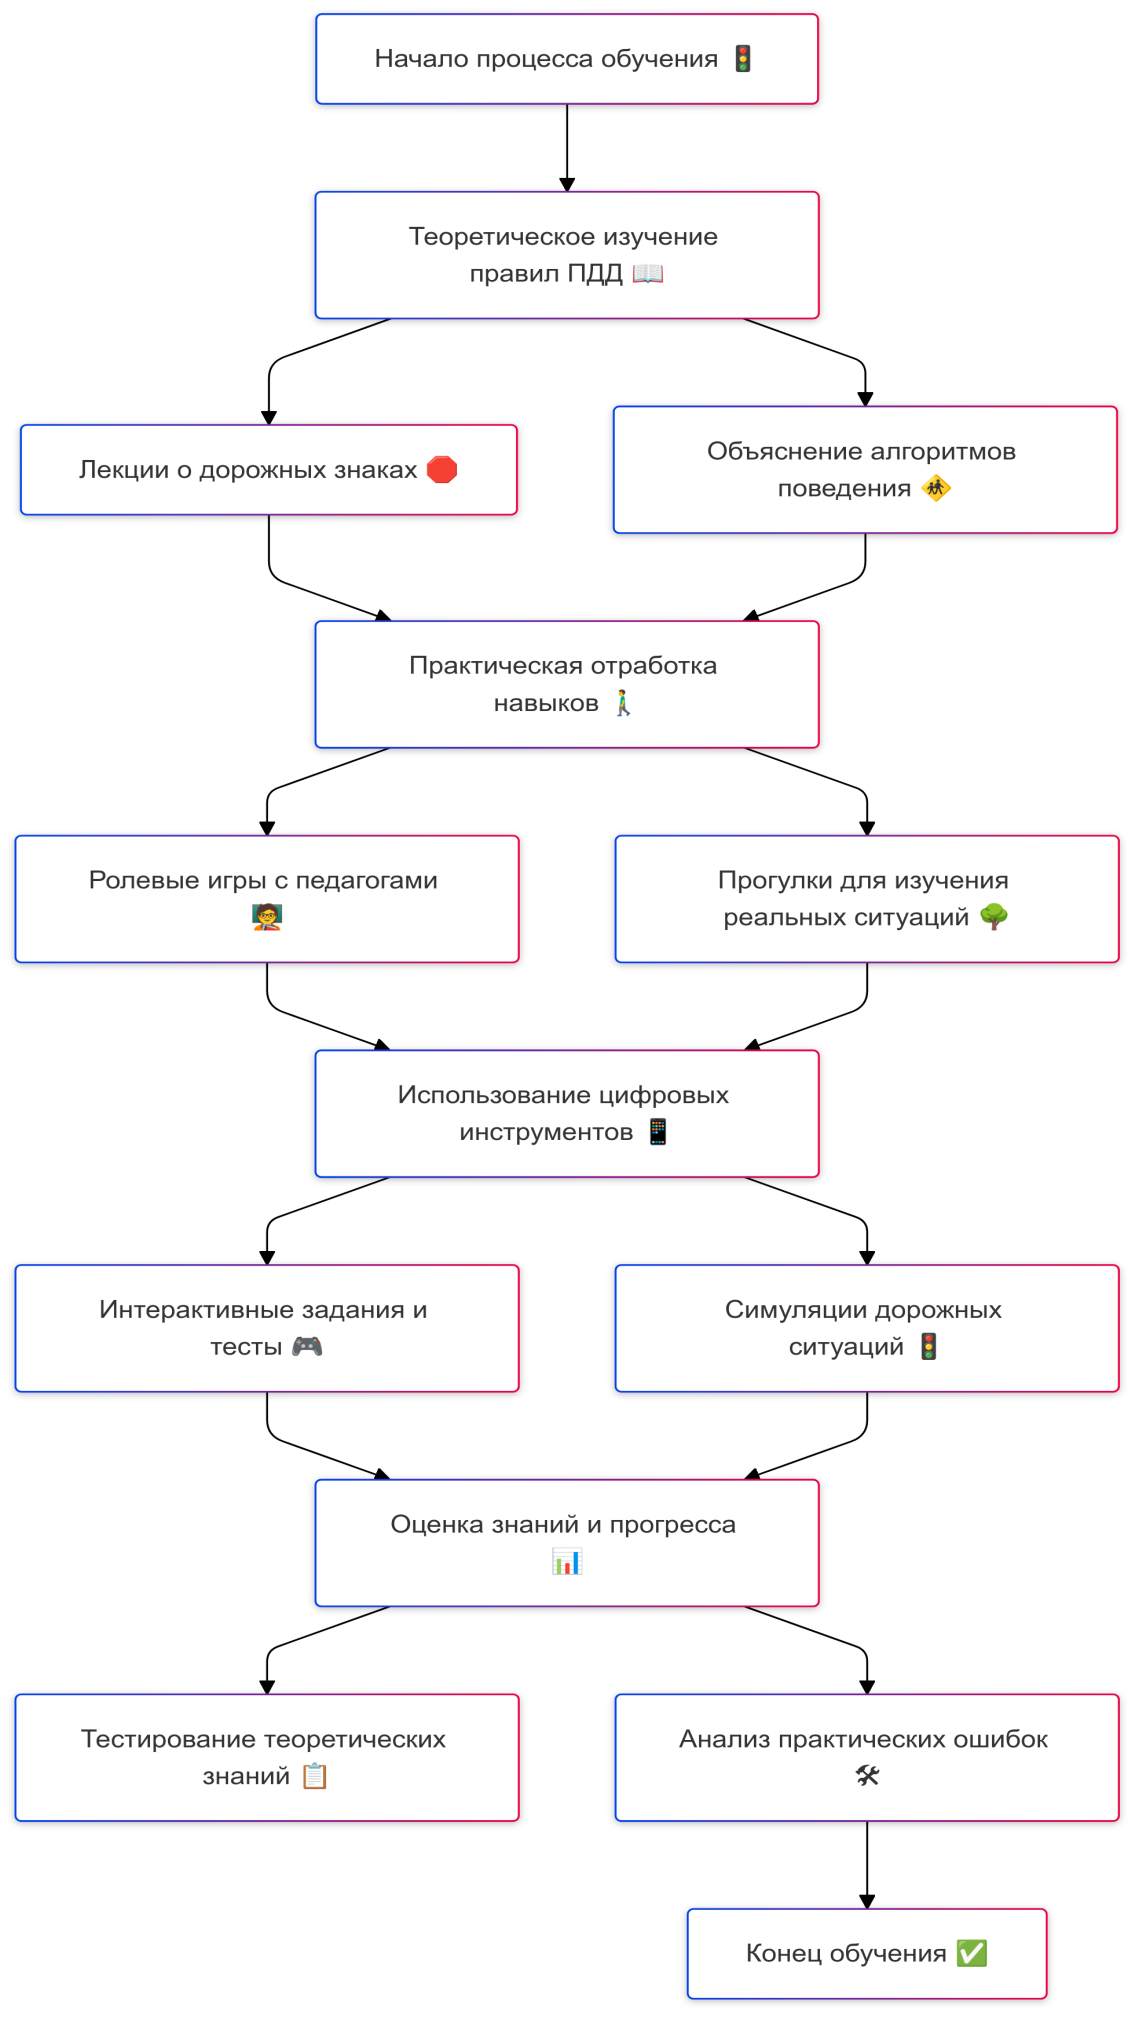 Начало процесса обучения 🚦
Теоретическое изучение
правил ПДД 📖
Лекции о дорожных знаках 🛑
Объяснение алгоритмов
поведения 🚸
Практическая отработка
навыков 🚶‍♂️
Ролевые игры с педагогами
🧑‍🏫
Прогулки для изучения
реальных ситуаций 🌳
Использование цифровых
инструментов 📱
Интерактивные задания и
тесты 🎮
Симуляции дорожных
ситуаций 🚦
Оценка знаний и прогресса
📊
Тестирование теоретических
знаний 📋
Анализ практических ошибок
🛠
Конец обучения ✅